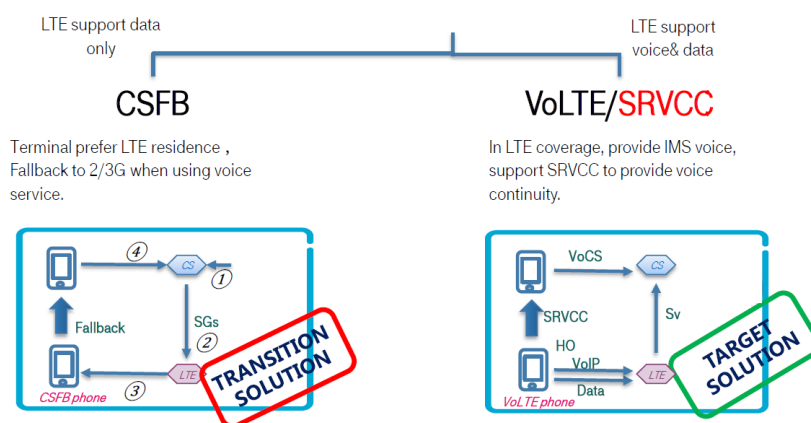 LTE support data
only
LTE support
voice& data
CSFB
VoLTE/SRVCC
Terminal prefer LTE residence ,
Fallback to 2/3G when using voice
service.
In LTE coverage, provide IMS voice,
support SRVCC to provide voice
continuity.
④
CS
①
Fallback
SGs
②
LTE
③
CSFB phone
TRANSITION
SOLUTION
VoCS
CS
SRVCC
Sv
HO
VoIP
LTE
Data
VoLTE phone
TARGET
SOLUTION